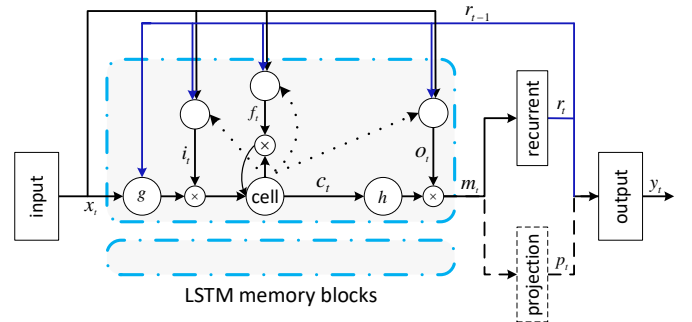 r_{t-1}
input
x_t
g
i_t
×
f_t
×
cell
c_t
h
o_t
×
m_t
recurrent
r_t
projection
p_t
output
y_t
LSTM memory blocks